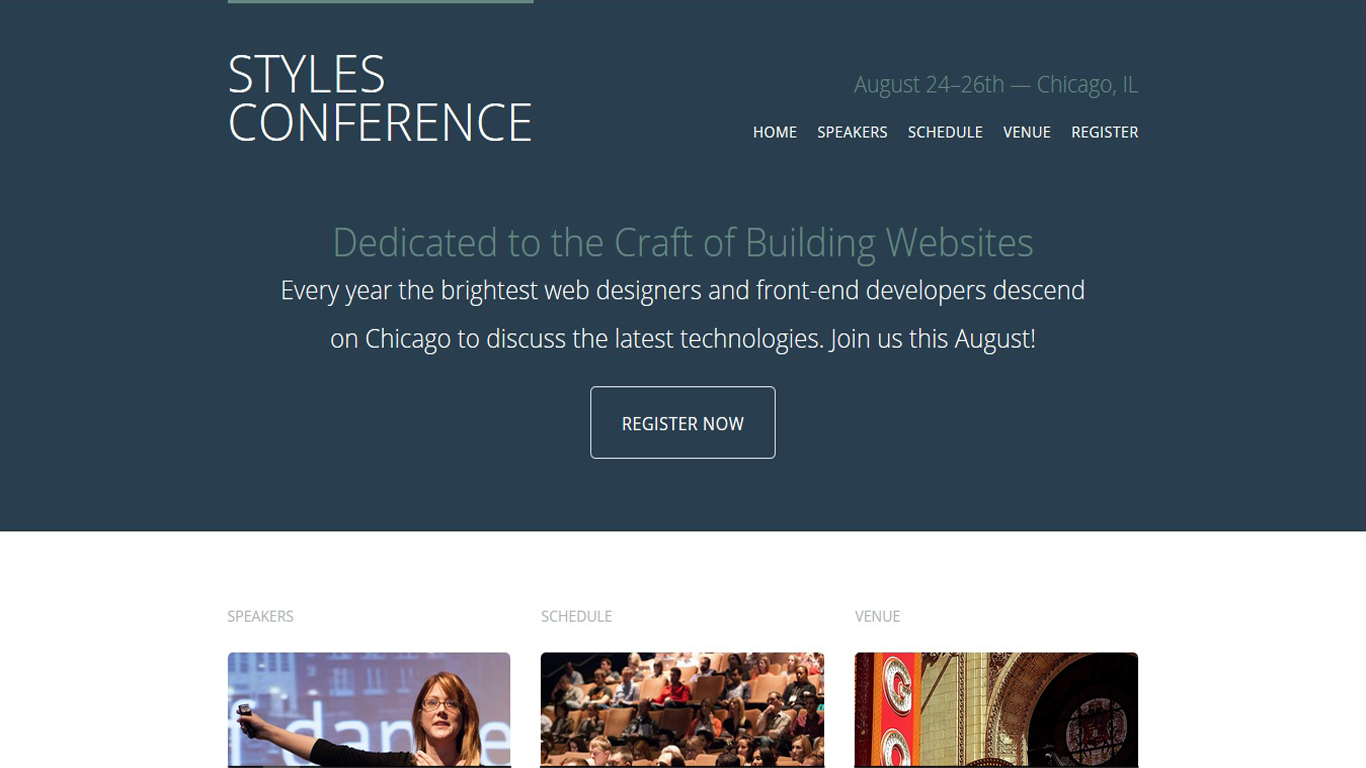 STYLES
CONFERENCE
August 24–26th — Chicago, IL
HOME SPEAKERS SCHEDULE VENUE REGISTER
Dedicated to the Craft of Building Websites
Every year the brightest web designers and front-end developers descend
on Chicago to discuss the latest technologies. Join us this August!
REGISTER NOW
SPEAKERS SCHEDULE VENUE
f dan e